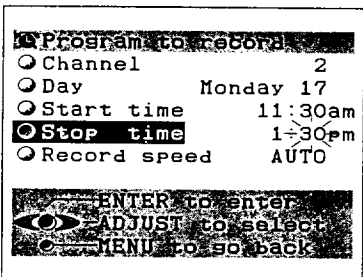 Program to record
Channel 2
Day Monday 17
Start time 11:30am
Stop time 1:30pm
Record speed AUTO
ENTER to enter
ADJUST to select
MENU to go back